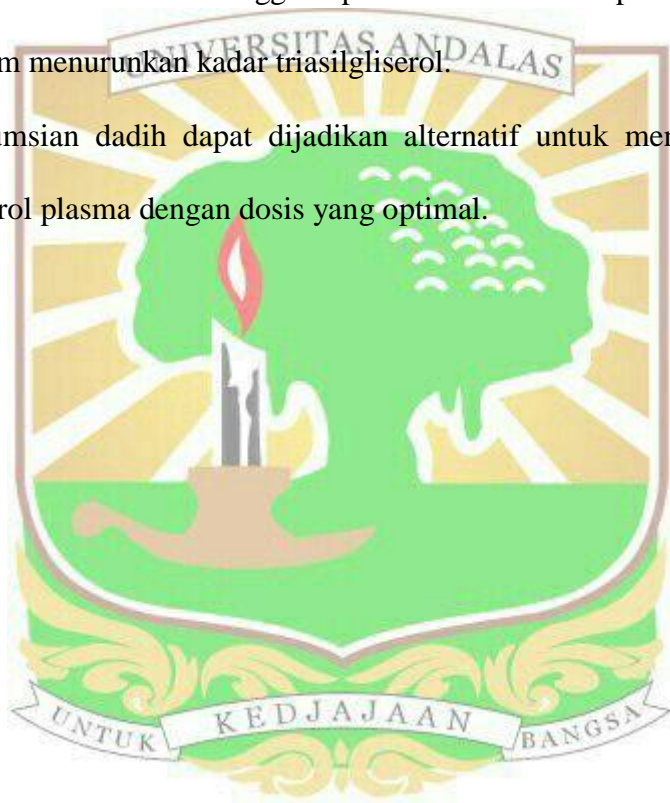 UNIVERSITAS ANDALAS
m menurunkan kadar triasilgliserol.
umsian dadih dapat dijadikan alternatif untuk men
rol plasma dengan dosis yang optimal.
UNTUK KEDJAJAAN BANGSA